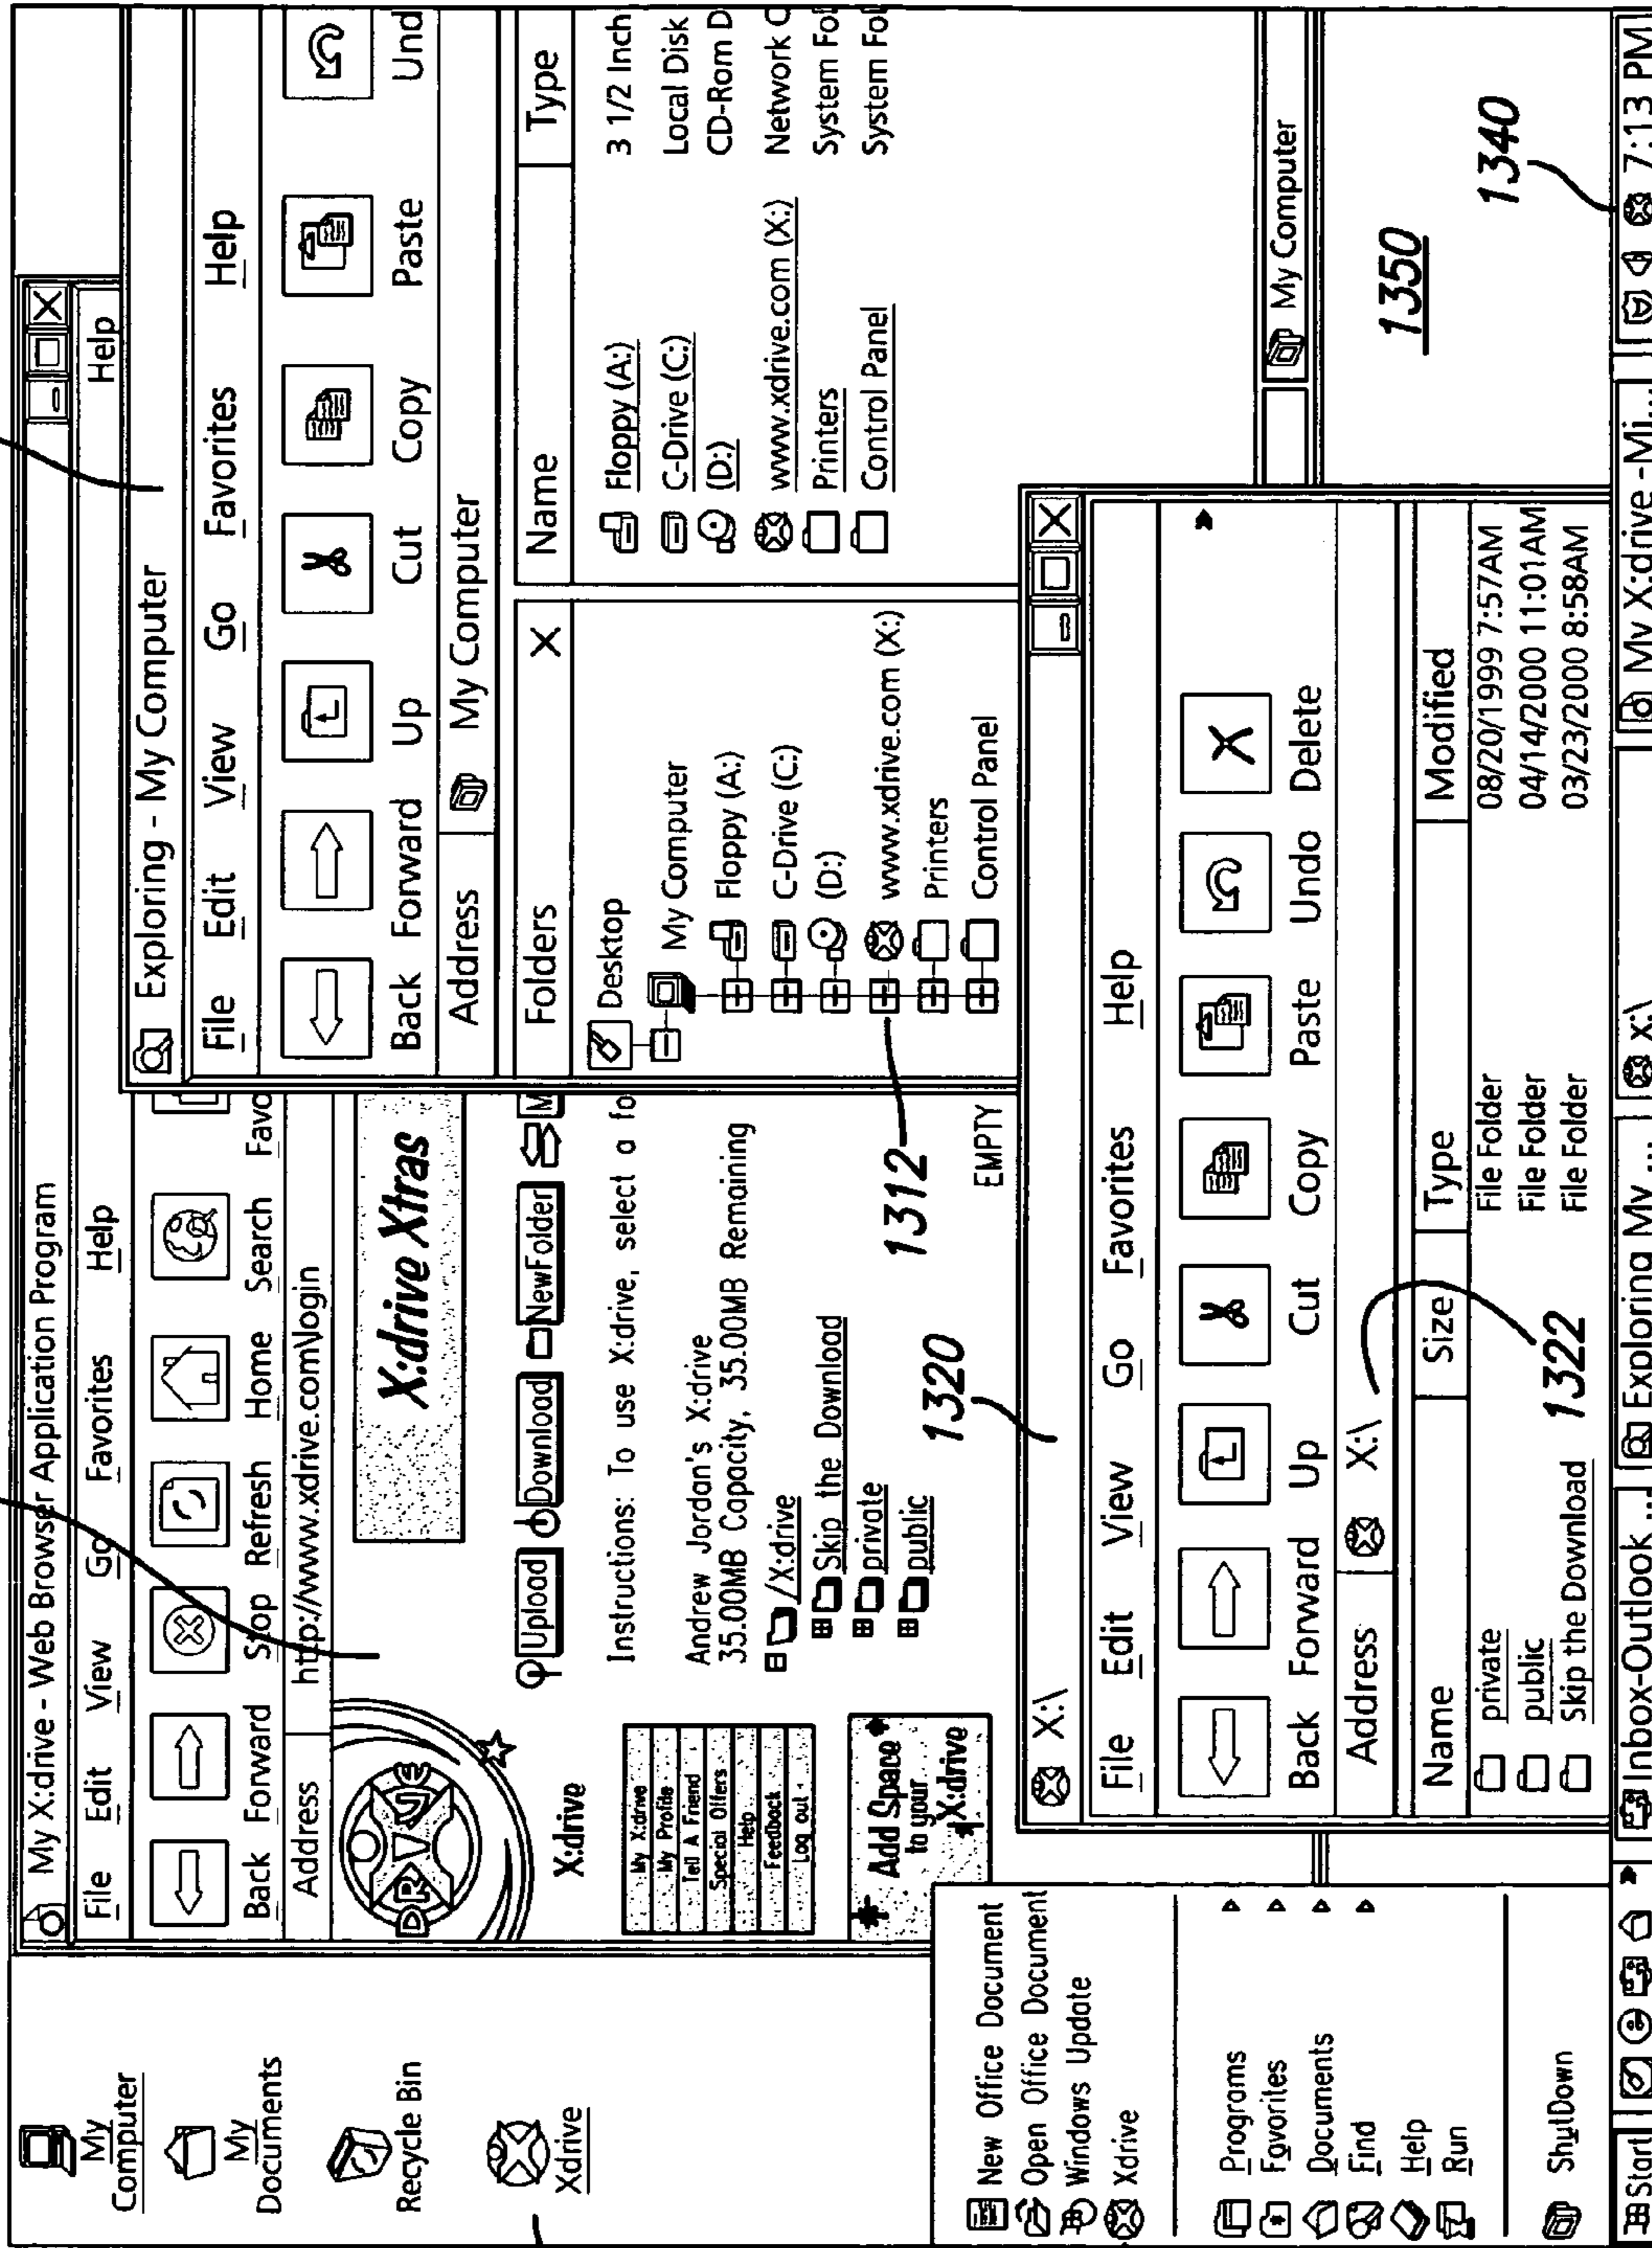 My Computer
My Documents
Recycle Bin
Xdrive
My X:drive - Web Browser Application Program
File Edit View Go Favorites Help
Help
Back Forward Stop Refresh Home Search Favo
Address http://www.xdrive.com\login
DRIVE
X:drive
X:drive Xtras
My X:drive
My Profile
Tell A Friend
Special Offers
Help
Feedback
Log out
Add Space
to your
X:drive
Upload Download NewFolder M
Instructions: To use X:drive, select a fo
Andrew Jordan's X:drive
35.00MB Capacity, 35.00MB Remaining
/X:drive
Skip the Download
private
public
EMPTY
Exploring - My Computer
File Edit View Go Favorites Help
Back Forward Up Cut Copy Paste Und
Address My Computer
Folders X
Desktop
My Computer
Floppy (A:)
C-Drive (C:)
(D:)
www.xdrive.com (X:)
Printers
Control Panel
Name Type
Floppy (A:) 3 1/2 Inch
C-Drive (C:) Local Disk
(D:) CD-Rom D
www.xdrive.com (X:) Network C
Printers System Fol
Control Panel System Fol
My Computer
1312
1320
X:\
File Edit View Go Favorites Help
Back Forward Up Cut Copy Paste Undo Delete
Address X:\
Name Size Type Modified
private File Folder 08/20/1999 7:57AM
public File Folder 04/14/2000 11:01AM
Skip the Download File Folder 03/23/2000 8:58AM
1322
1350
1340
New Office Document
Open Office Document
Windows Update
Xdrive
Programs
Favorites
Documents
Find
Help
Run
ShutDown
Start Inbox-Outlook ... Exploring My ... X:\ My X:drive -Mi... 7:13 PM